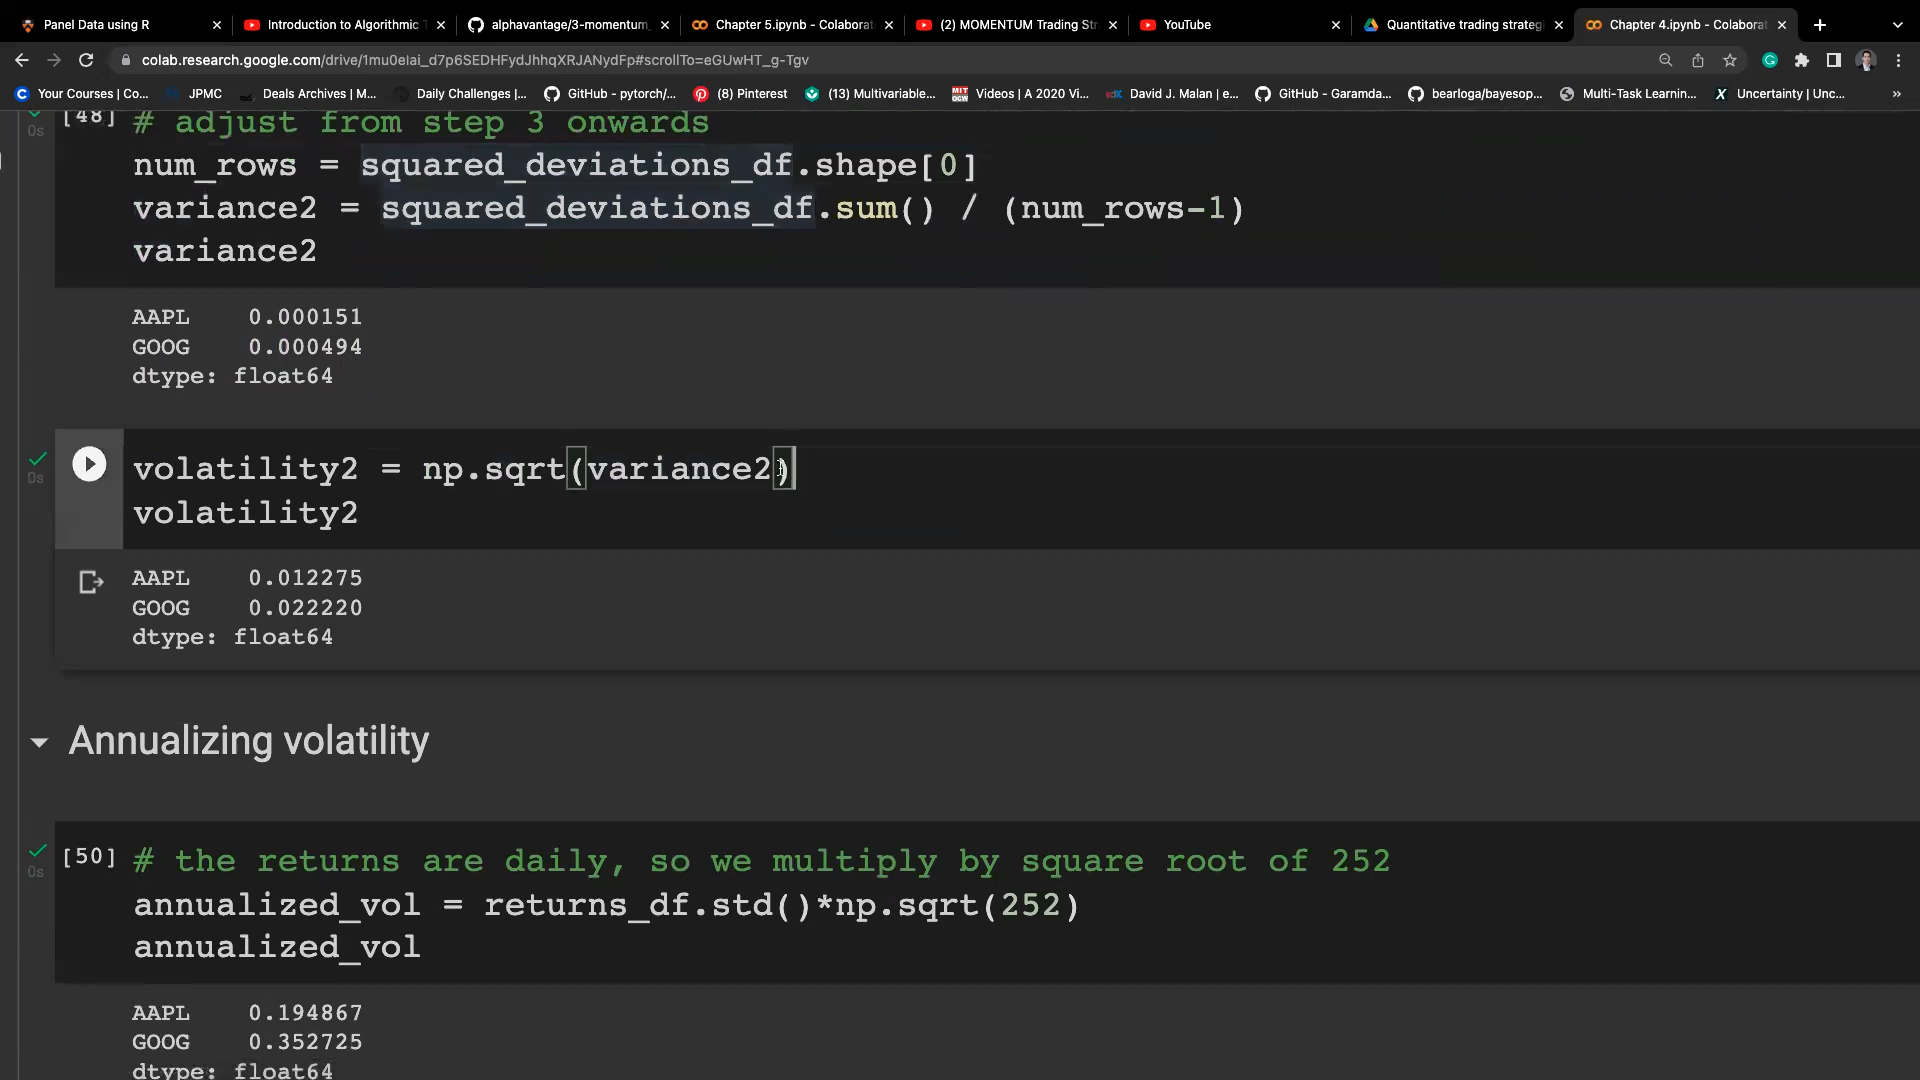 Panel Data using R
Introduction to Algorithmic T
alphavantage/3-momentum_
Chapter 5.ipynb - Colaborat
(2) MOMENTUM Trading Str
YouTube
Quantitative trading strateg
Chapter 4.ipynb - Colaborat
colab.research.google.com/drive/1mu0eIai_d7p6SEDHFydJhhqXRJANydFp#scrollTo=eGUwHT_g-Tgv
Your Courses | Co...
JPMC
Deals Archives | M...
Daily Challenges |...
GitHub - pytorch/...
(8) Pinterest
(13) Multivariable...
Videos | A 2020 Vi...
David J. Malan | e...
GitHub - Garamda...
bearloga/bayesop...
Multi-Task Learnin...
Uncertainty | Unc...
»
[48] # adjust from step 3 onwards
0s
num_rows = squared_deviations_df.shape[0]
variance2 = squared_deviations_df.sum() / (num_rows-1)
variance2
AAPL 0.000151
GOOG 0.000494
dtype: float64
volatility2 = np.sqrt(variance2)
0s
volatility2
AAPL 0.012275
GOOG 0.022220
dtype: float64
Annualizing volatility
[50] # the returns are daily, so we multiply by square root of 252
0s
annualized_vol = returns_df.std()*np.sqrt(252)
annualized_vol
AAPL 0.194867
GOOG 0.352725
dtype: float64